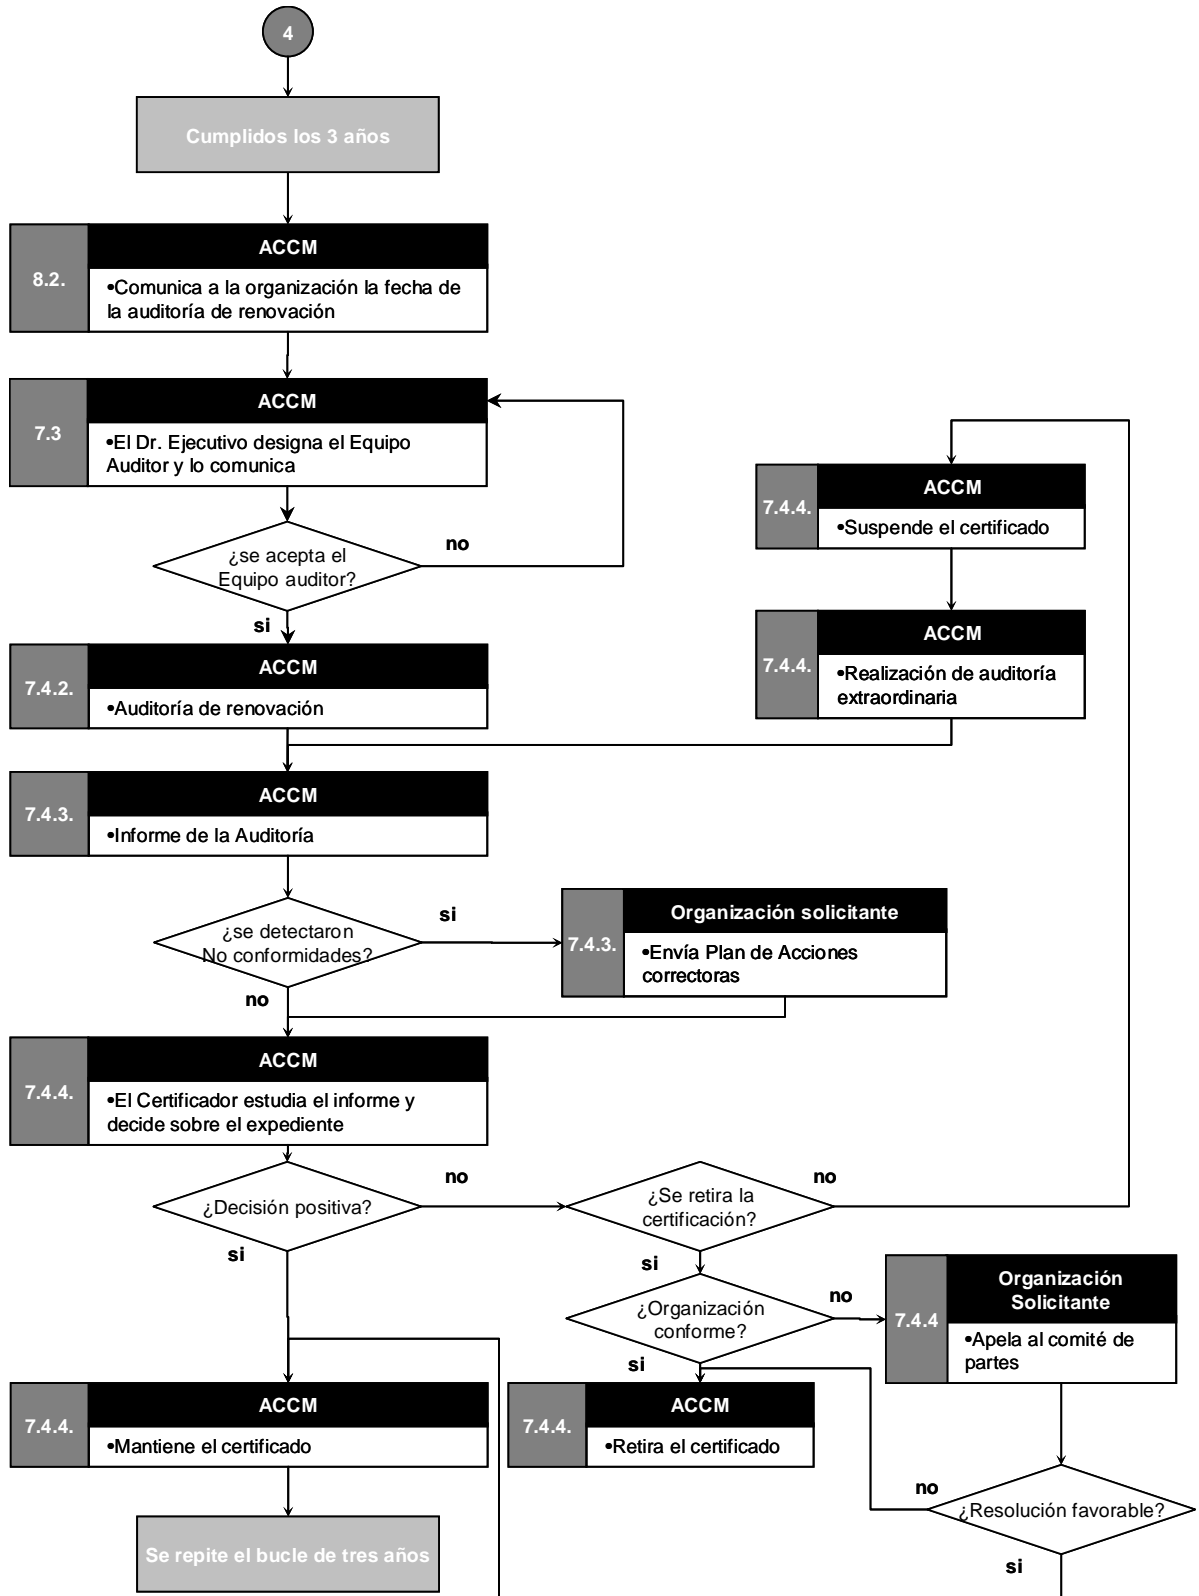 4
Cumplidos los 3 años
ACCM
8.2.
•Comunica a la organización la fecha de
la auditoría de renovación
ACCM
7.3
•El Dr. Ejecutivo designa el Equipo
Auditor y lo comunica
¿se acepta el
Equipo auditor?
no
si
ACCM
7.4.4.
•Suspende el certificado
ACCM
7.4.4.
•Realización de auditoría
extraordinaria
ACCM
7.4.2.
•Auditoría de renovación
ACCM
7.4.3.
•Informe de la Auditoría
¿se detectaron
No conformidades?
si
no
Organización solicitante
7.4.3.
•Envía Plan de Acciones
correctoras
ACCM
7.4.4.
•El Certificador estudia el informe y
decide sobre el expediente
¿Decisión positiva?
no
si
¿Se retira la
certificación?
no
si
¿Organización
conforme?
no
si
Organización
Solicitante
7.4.4
•Apela al comité de
partes
ACCM
7.4.4.
•Mantiene el certificado
ACCM
7.4.4.
•Retira el certificado
no
¿Resolución favorable?
si
Se repite el bucle de tres años